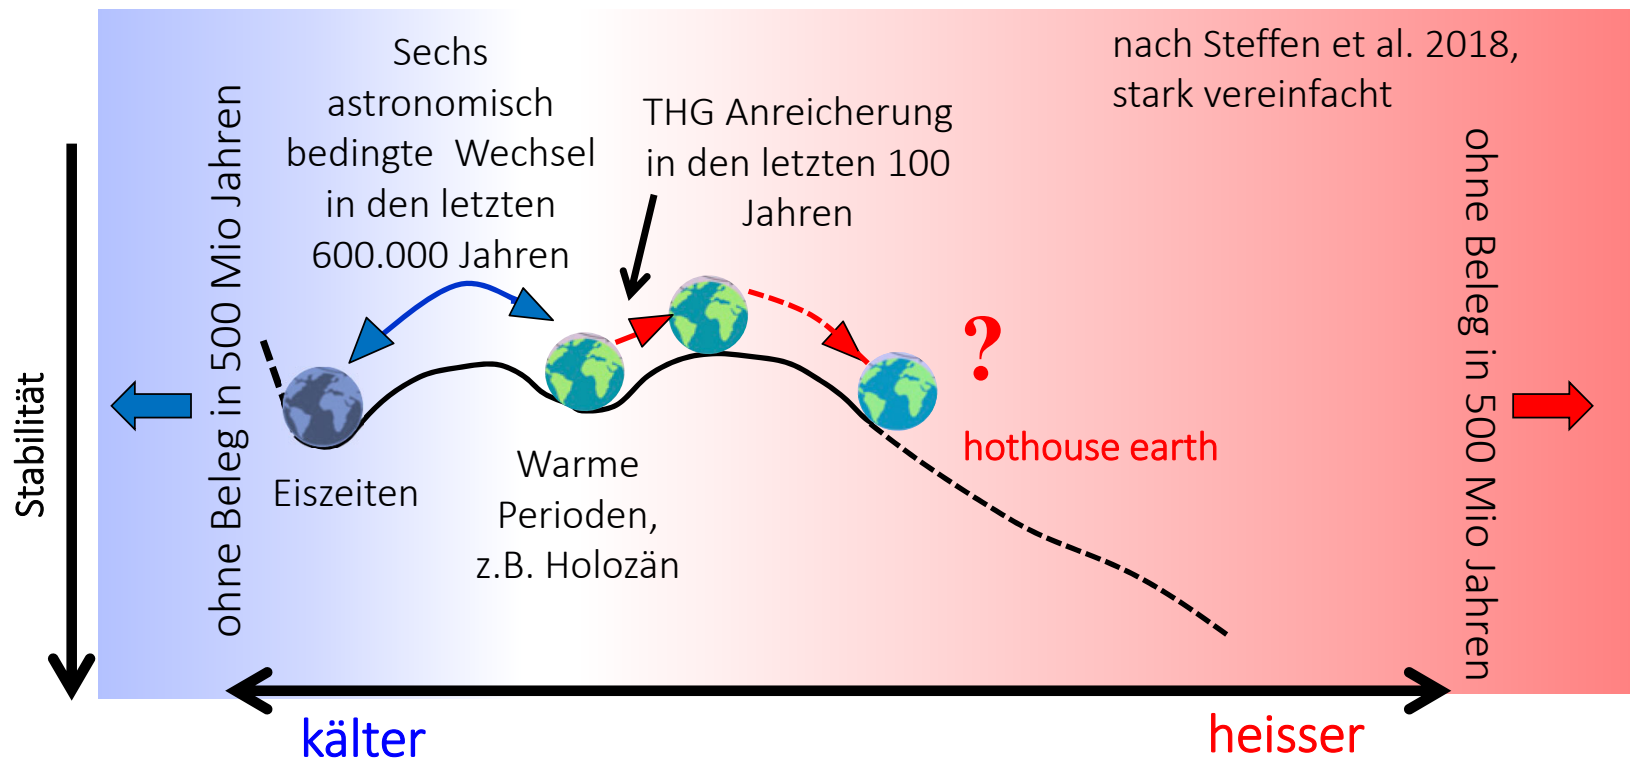 Sechs
astronomisch
bedingte Wechsel
in den letzten
600.000 Jahren
THG Anreicherung
in den letzten 100
Jahren
nach Steffen et al. 2018,
stark vereinfacht
Stabilität
ohne Beleg in 500 Mio Jahren
ohne Beleg in 500 Mio Jahren
?
hothouse earth
Eiszeiten
Warme
Perioden,
z.B. Holozän
kälter
heisser